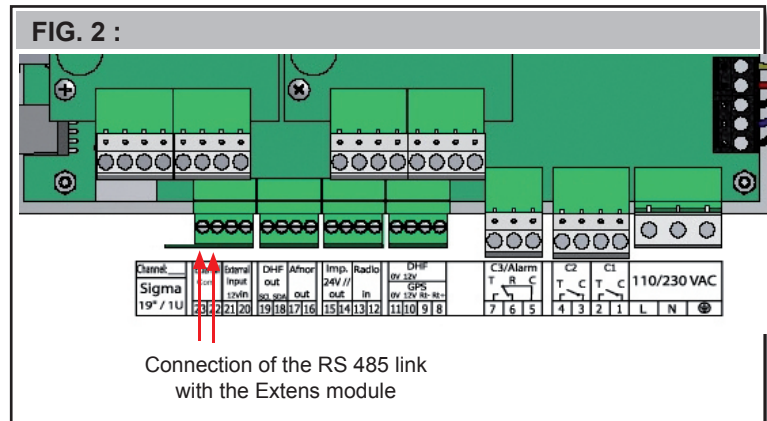 FIG. 2 :
Channel:____
Sigma
19" / 1U
Com
23 22
External
Input
12vin
21 20
DHF
out
SCL SDA
19 18
Afnor
out
17 16
Imp.
24V //
out
15 14
Radio
in
13 12
DHF
0V 12V
GPS
0V 12V Rt- Rt+
11 10 9 8
C3/Alarm
T R C
7 6 5
C2
T C
4 3
C1
T C
2 1
110/230 VAC
L N
Connection of the RS 485 link
with the Extens module